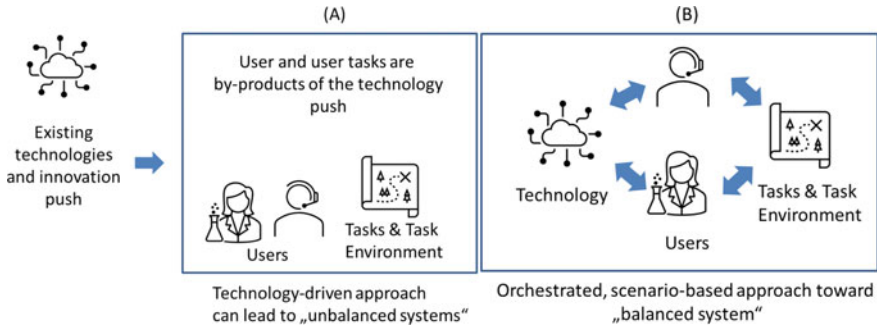 (A)
(B)
Existing
technologies
and innovation
push
User and user tasks are
by-products of the technology
push
Users
Tasks & Task
Environment
Technology-driven approach
can lead to „unbalanced systems“
Technology
Users
Tasks & Task
Environment
Orchestrated, scenario-based approach toward
„balanced system“